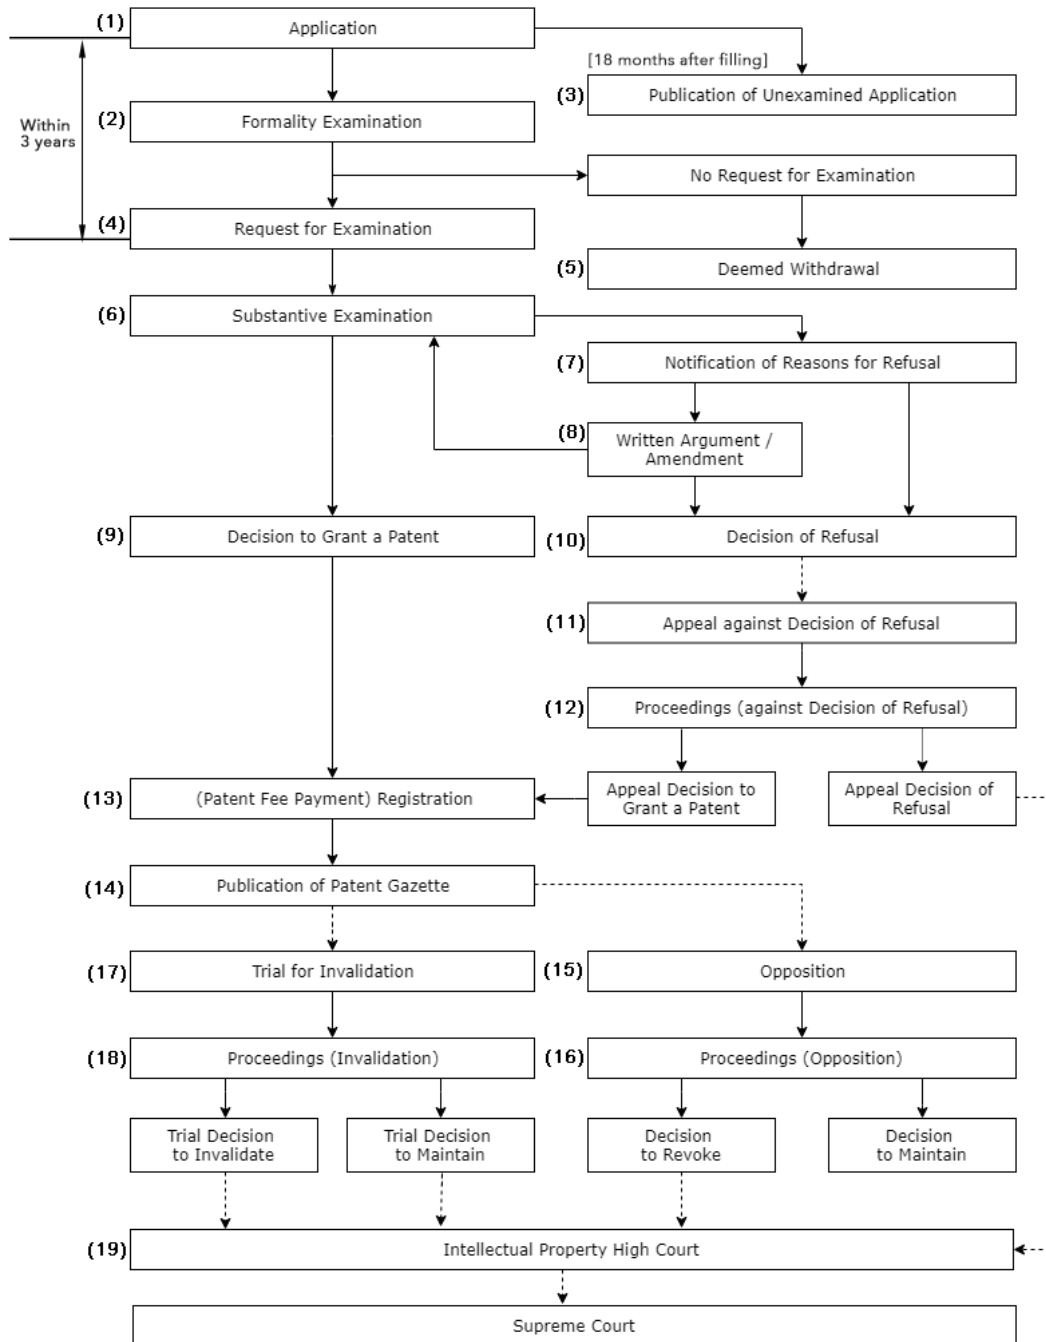 (1)
Application
[18 months after filling]
(3)
Publication of Unexamined Application
Within
3 years
(2)
Formality Examination
No Request for Examination
(4)
Request for Examination
(5)
Deemed Withdrawal
(6)
Substantive Examination
(7)
Notification of Reasons for Refusal
(8)
Written Argument /
Amendment
(9)
Decision to Grant a Patent
(10)
Decision of Refusal
(11)
Appeal against Decision of Refusal
(12)
Proceedings (against Decision of Refusal)
(13)
(Patent Fee Payment) Registration
Appeal Decision to
Grant a Patent
Appeal Decision of
Refusal
(14)
Publication of Patent Gazette
(17)
Trial for Invalidation
(15)
Opposition
(18)
Proceedings (Invalidation)
(16)
Proceedings (Opposition)
Trial Decision
to Invalidate
Trial Decision
to Maintain
Decision
to Revoke
Decision
to Maintain
(19)
Intellectual Property High Court
Supreme Court